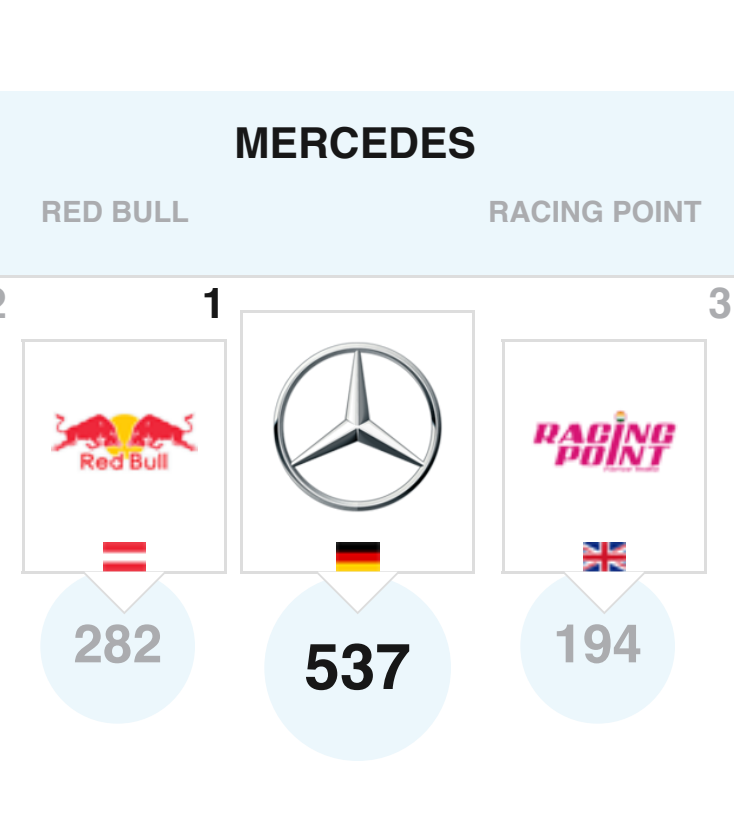 MERCEDES
RED BULL
RACING POINT
2
1
3
Red Bull
RACING
POINT
282
537
194